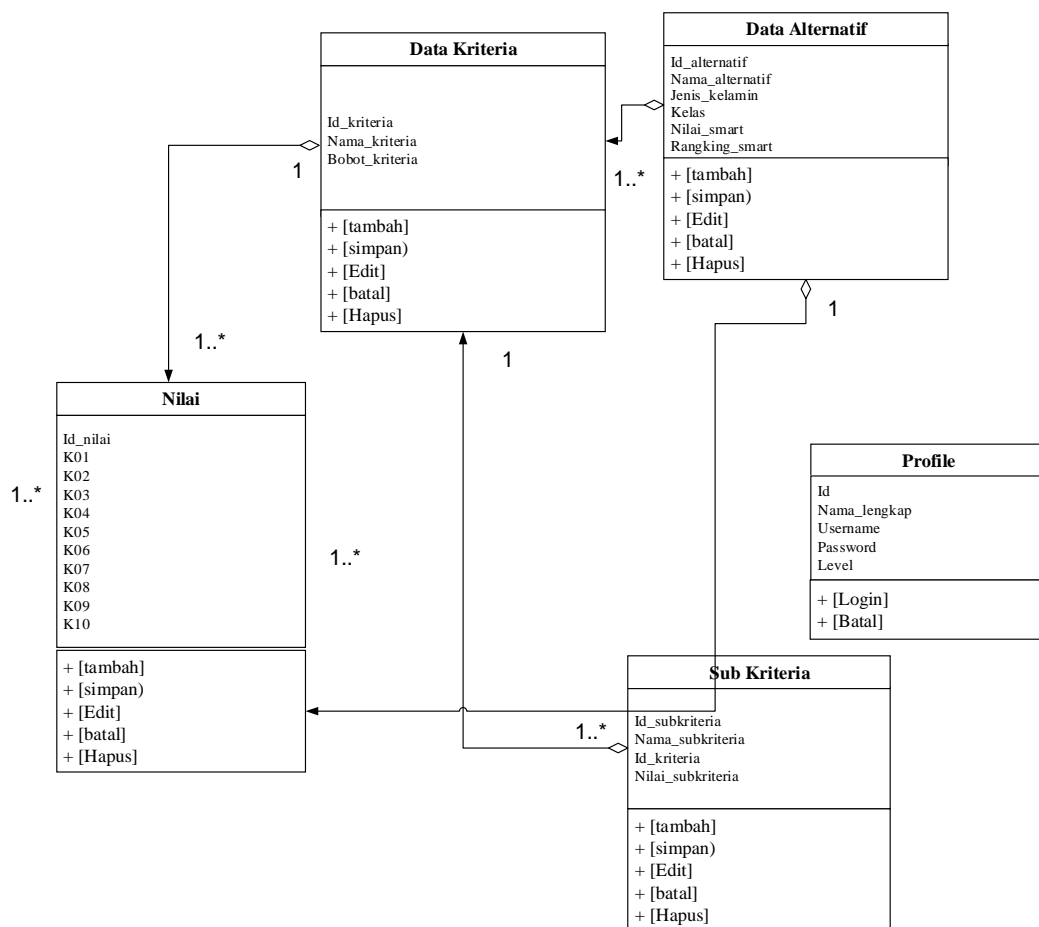 Data Kriteria
Id_kriteria
Nama_kriteria
Bobot_kriteria
+ [tambah]
+ [simpan)
+ [Edit]
+ [batal]
+ [Hapus]
Data Alternatif
Id_alternatif
Nama_alternatif
Jenis_kelamin
Kelas
Nilai_smart
Rangking_smart
+ [tambah]
+ [simpan)
+ [Edit]
+ [batal]
+ [Hapus]
1
1..*
1
1..*
1
Nilai
Id_nilai
K01
K02
K03
K04
K05
K06
K07
K08
K09
K10
+ [tambah]
+ [simpan)
+ [Edit]
+ [batal]
+ [Hapus]
1..*
1..*
Profile
Id
Nama_lengkap
Username
Password
Level
+ [Login]
+ [Batal]
1..*
Sub Kriteria
Id_subkriteria
Nama_subkriteria
Id_kriteria
Nilai_subkriteria
+ [tambah]
+ [simpan)
+ [Edit]
+ [batal]
+ [Hapus]